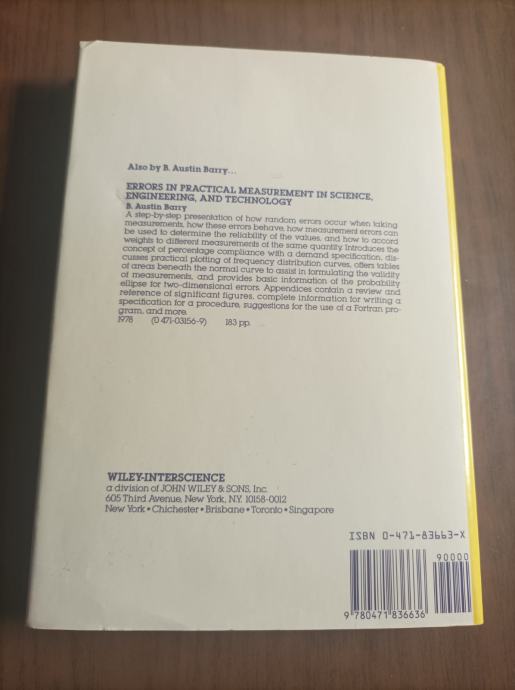 Also by B. Austin Barry...
ERRORS IN PRACTICAL MEASUREMENT IN SCIENCE,
ENGINEERING, AND TECHNOLOGY
B. Austin Barry
A step-by-step presentation of how random errors occur when taking
measurements, how these errors behave, how measurement errors can
be used to determine the reliability of the values, and how to accord
weights to different measurements of the same quantity. Introduces the
concept of percentage compliance with a demand specification, dis-
cusses practical plotting of frequency distribution curves, offers tables
of areas beneath the normal curve to assist in formulating the validity
of measurements, and provides basic information of the probability
ellipse for two-dimensional errors. Appendices contain a review and
reference of significant figures, complete information for writing a
specification for a procedure, suggestions for the use of a Fortran pro-
gram, and more.
1978 (0 471-03156-9) 183 pp.
WILEY-INTERSCIENCE
a division of JOHN WILEY & SONS, Inc.
605 Third Avenue, New York, N.Y. 10158-0012
New York • Chichester • Brisbane • Toronto • Singapore
ISBN 0-471-83663-X
90000
9 780471 836636